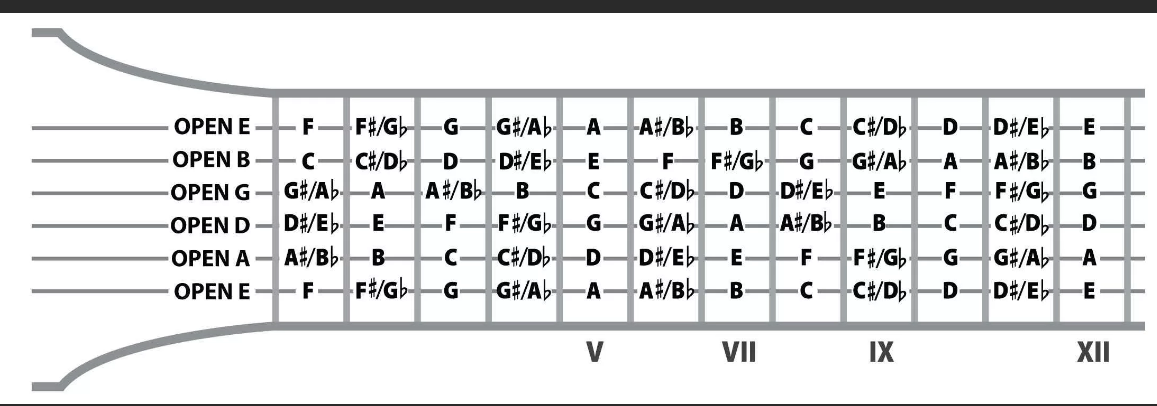 OPEN E F F♯/G♭ G G♯/A♭ A A♯/B♭ B C C♯/D♭ D D♯/E♭ E
OPEN B C C♯/D♭ D D♯/E♭ E F F♯/G♭ G G♯/A♭ A A♯/B♭ B
OPEN G G♯/A♭ A A♯/B♭ B C C♯/D♭ D D♯/E♭ E F F♯/G♭ G
OPEN D D♯/E♭ E F F♯/G♭ G G♯/A♭ A A♯/B♭ B C C♯/D♭ D
OPEN A A♯/B♭ B C C♯/D♭ D D♯/E♭ E F F♯/G♭ G G♯/A♭ A
OPEN E F F♯/G♭ G G♯/A♭ A A♯/B♭ B C C♯/D♭ D D♯/E♭ E
V VII IX XII